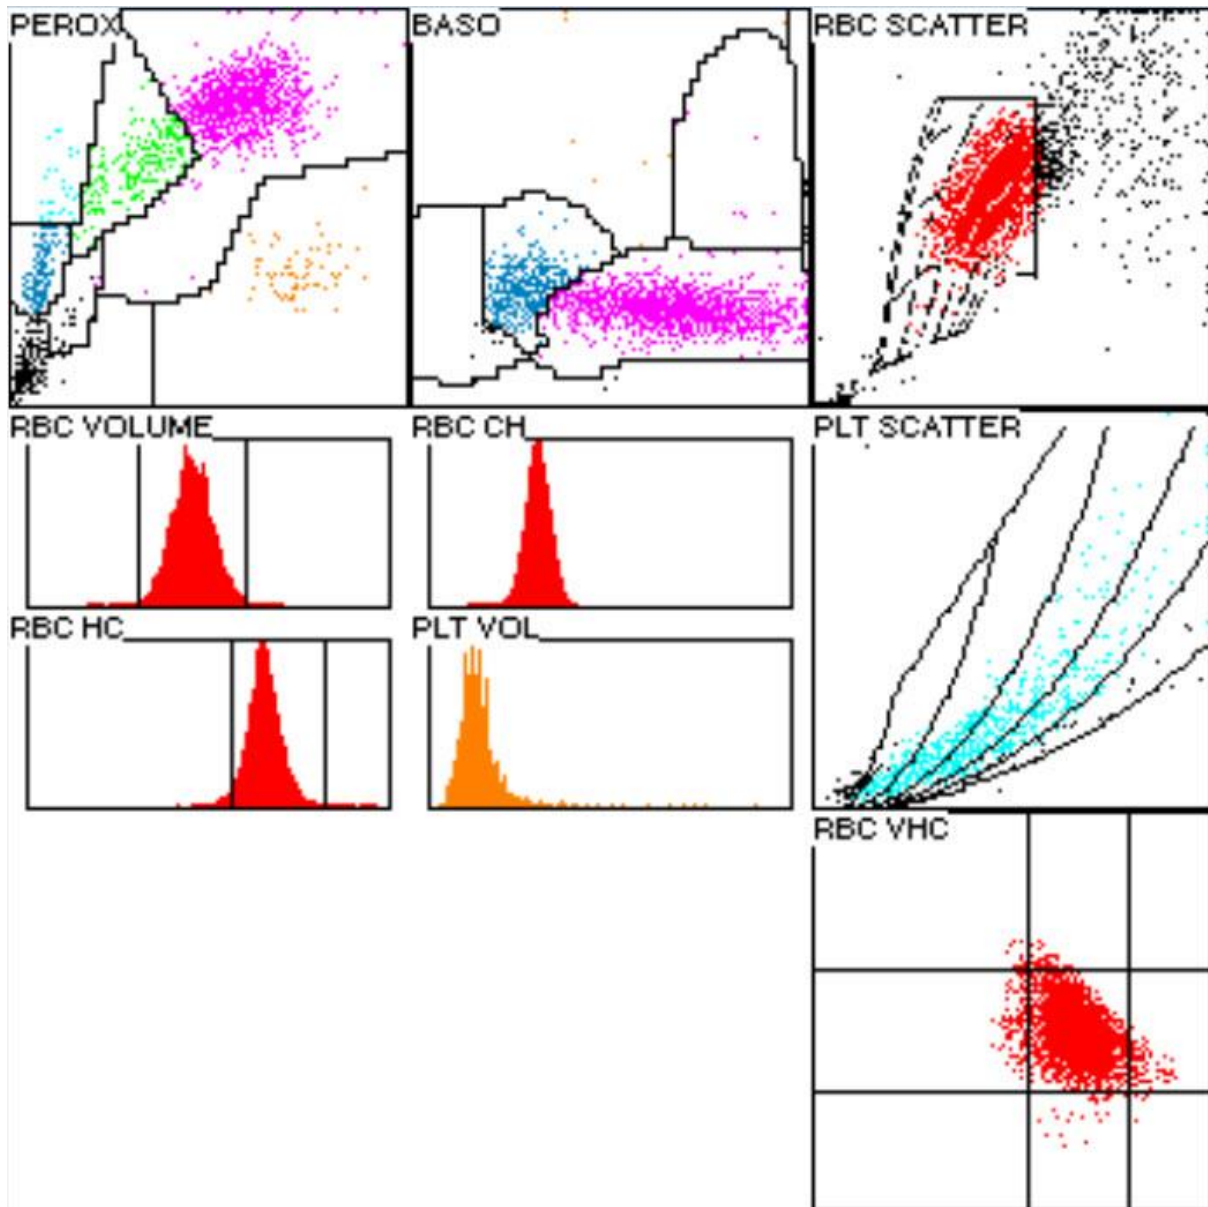 PEROX
BASO
RBC SCATTER
RBC VOLUME
RBC CH
PLT SCATTER
RBC HC
PLT VOL
RBC VHC